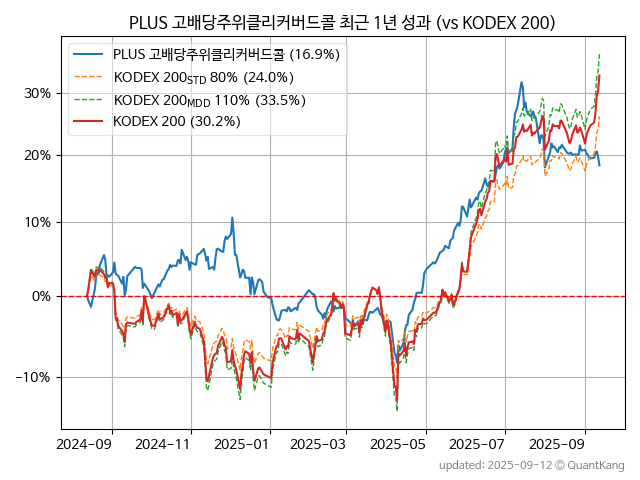 PLUS 고배당주위클리커버드콜 최근 1년 성과 (vs KODEX 200)
PLUS 고배당주위클리커버드콜 (16.9%)
KODEX 200STD 80% (24.0%)
KODEX 200MDD 110% (33.5%)
KODEX 200 (30.2%)
30%
20%
10%
0%
−10%
2024-09 2024-11 2025-01 2025-03 2025-05 2025-07 2025-09
updated: 2025-09-12 © QuantKang